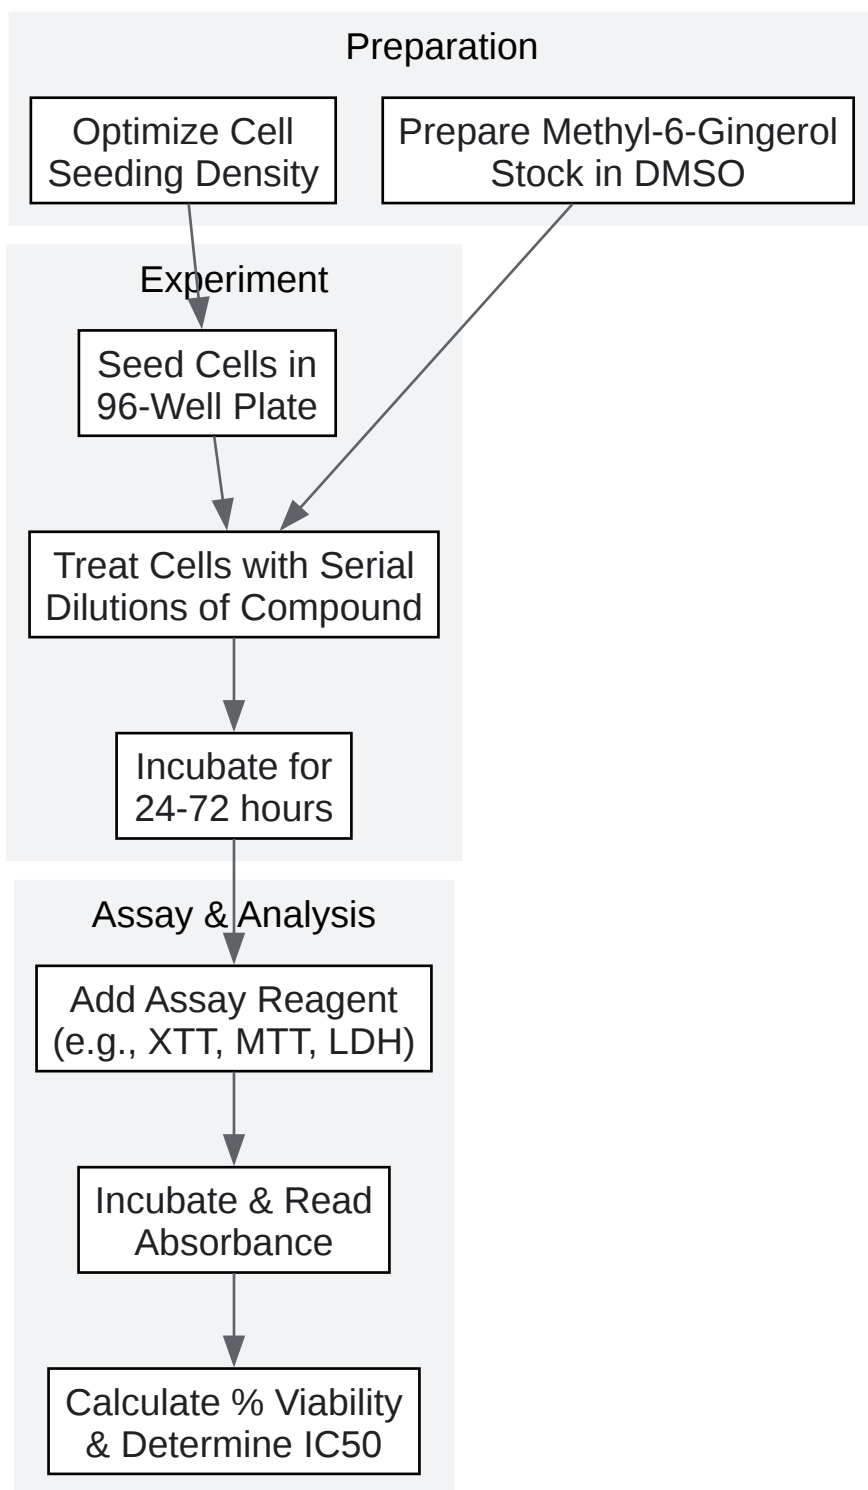 Preparation
Optimize Cell
Seeding Density
Prepare Methyl-6-Gingerol
Stock in DMSO
Experiment
Seed Cells in
96-Well Plate
Treat Cells with Serial
Dilutions of Compound
Incubate for
24-72 hours
Assay & Analysis
Add Assay Reagent
(e.g., XTT, MTT, LDH)
Incubate & Read
Absorbance
Calculate % Viability
& Determine IC50